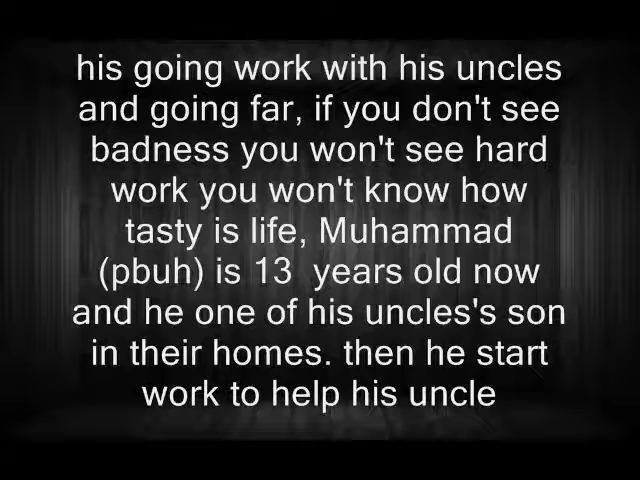 his going work with his uncles
and going far, if you don't see
badness you won't see hard
work you won't know how
tasty is life, Muhammad
(pbuh) is 13  years old now
and he one of his uncles's son
in their homes. then he start
work to help his uncle